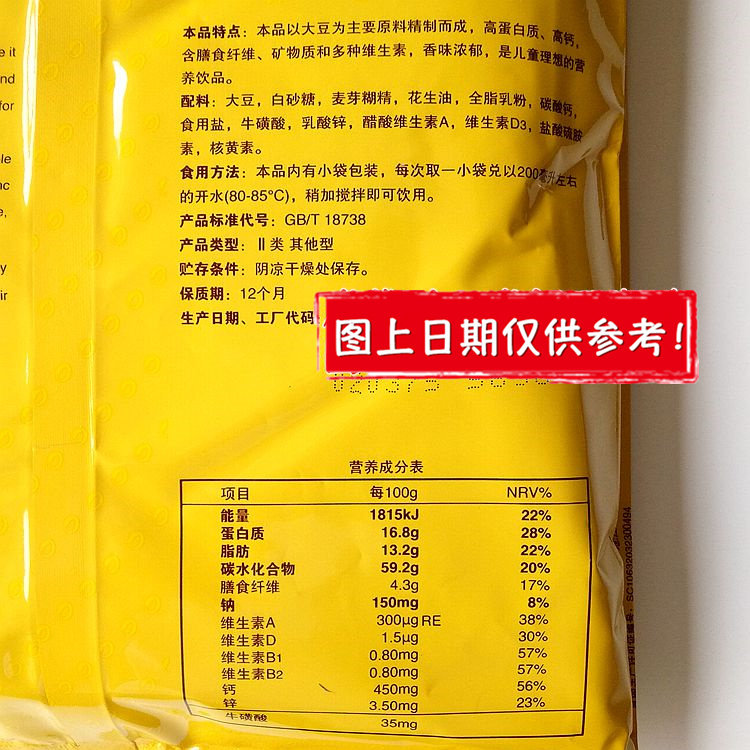 本品特点：本品以大豆为主要原料精制而成，高蛋白质、高钙，
含膳食纤维、矿物质和多种维生素，香味浓郁，是儿童理想的营
养饮品。
配料：大豆，白砂糖，麦芽糊精，花生油，全脂乳粉，碳酸钙，
食用盐，牛磺酸，乳酸锌，醋酸维生素A，维生素D3，盐酸硫胺
素，核黄素。
食用方法：本品内有小袋包装，每次取一小袋兑以200毫升左右
的开水(80-85°C)，稍加搅拌即可饮用。
产品标准代号：GB/T 18738
产品类型：Ⅱ类 其他型
贮存条件：阴凉干燥处保存。
保质期：12个月
生产日期、工厂代码
图上日期仅供参考!
营养成分表
项目 每100g NRV%
能量 1815kJ 22%
蛋白质 16.8g 28%
脂肪 13.2g 22%
碳水化合物 59.2g 20%
膳食纤维 4.3g 17%
钠 150mg 8%
维生素A 300μg RE 38%
维生素D 1.5μg 30%
维生素B1 0.80mg 57%
维生素B2 0.80mg 57%
钙 450mg 56%
锌 3.50mg 23%
牛磺酸 35mg
SC10632032300494